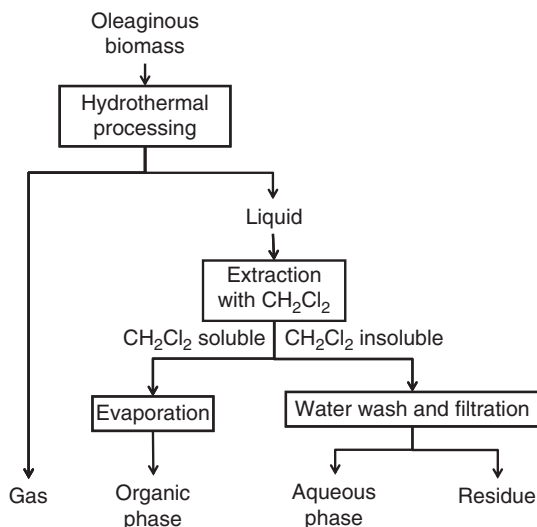 Oleaginous
biomass
Hydrothermal
processing
Liquid
Extraction
with CH₂Cl₂
CH₂Cl₂ soluble
CH₂Cl₂ insoluble
Evaporation
Water wash and filtration
Gas
Organic
phase
Aqueous
phase
Residue